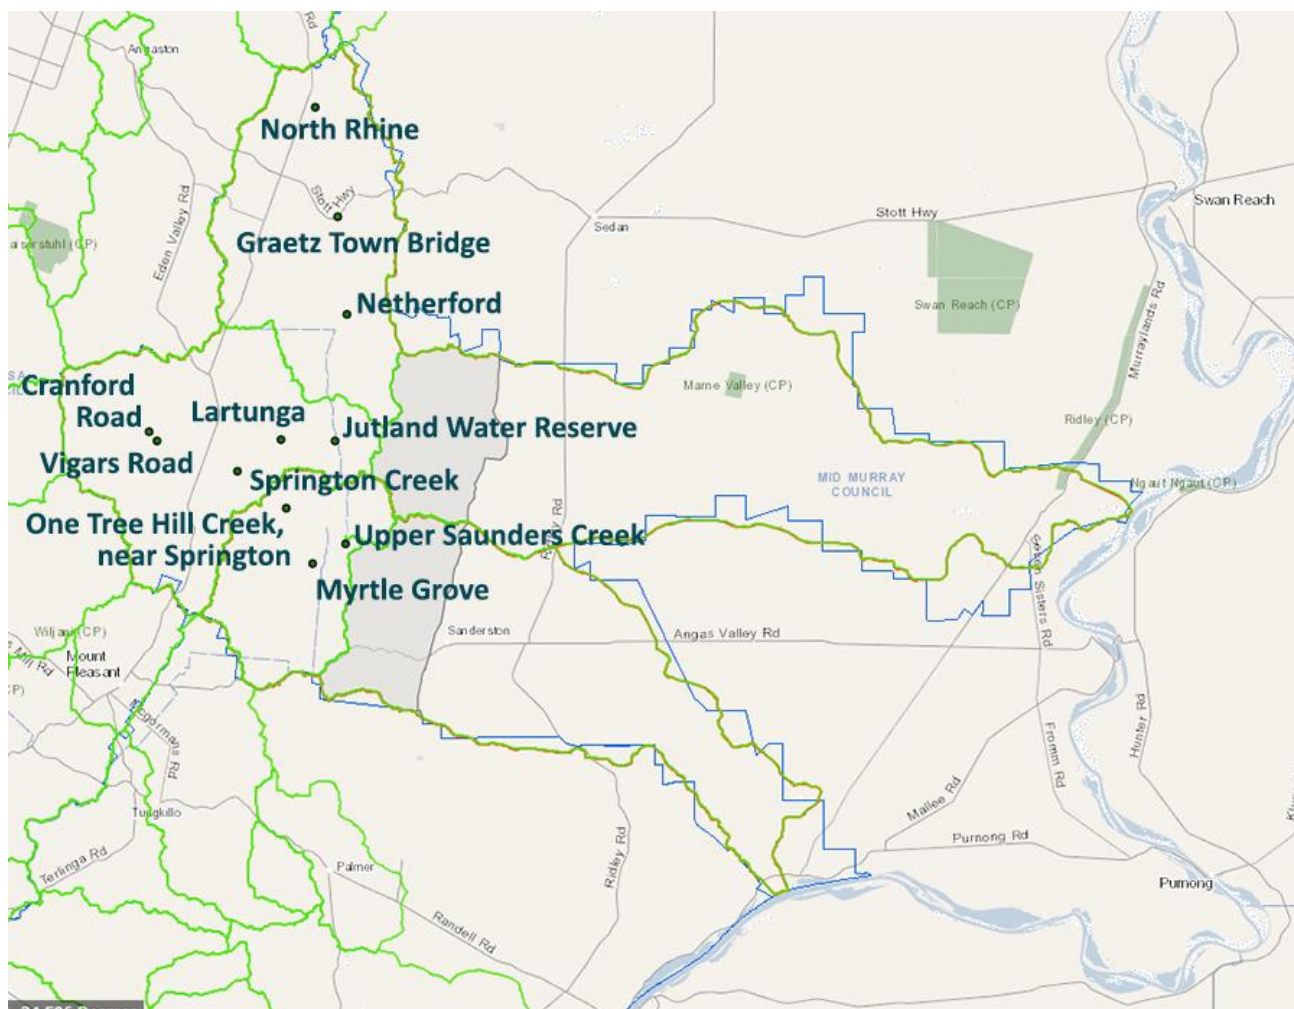 Rd
Angaston
North Rhine
Stott Hwy
Swan Reach
Eden Valley Rd
Stott Hwy
Sedan
Graetz Town Bridge
Netherford
Swan Reach (CP)
Murraylands Rd
Cranford
Road
Lartunga
Marne Valley (CP)
Jutland Water Reserve
Ridley (CP)
Vigars Road
Springton Creek
MID MURRAY
COUNCIL
Ngaut Ngaut (CP)
One Tree Hill Creek,
near Springton
Upper Saunders Creek
Myrtle Grove
Sanderston
Angas Valley Rd
Seven Sisters Rd
Mount
Pleasant
Mcgormans Rd
Fromm Rd
Hunter Rd
Tungkillo
Mallee Rd
Purnong Rd
Terlinga Rd
Palmer
Ridley Rd
Purnong
Randell Rd